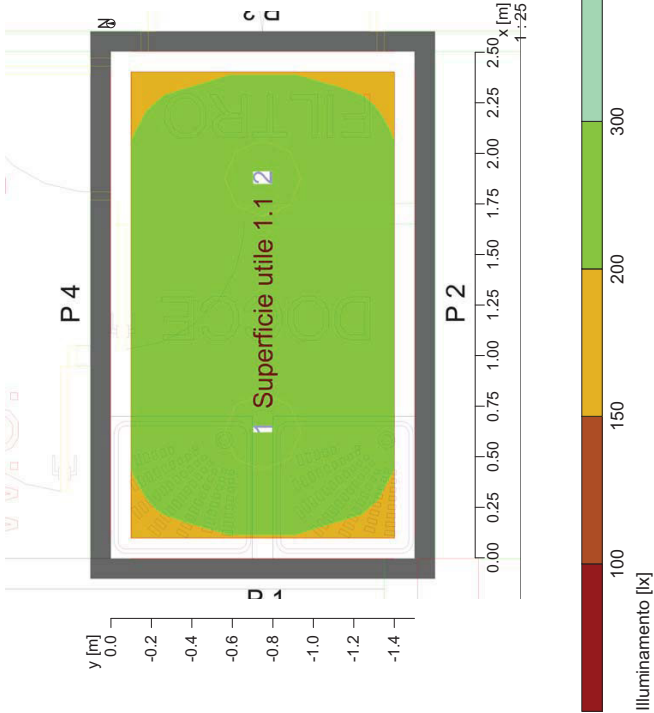 P 4
FILTRO
DOCCE
1 Superficie utile 1.1 2
P 2
x [m]
1 : 25
0.00 0.25 0.50 0.75 1.00 1.25 1.50 1.75 2.00 2.25 2.50
y [m]
0.0
-0.2
-0.4
-0.6
-0.8
-1.0
-1.2
-1.4
100 150 200 300
Illuminamento [lx]